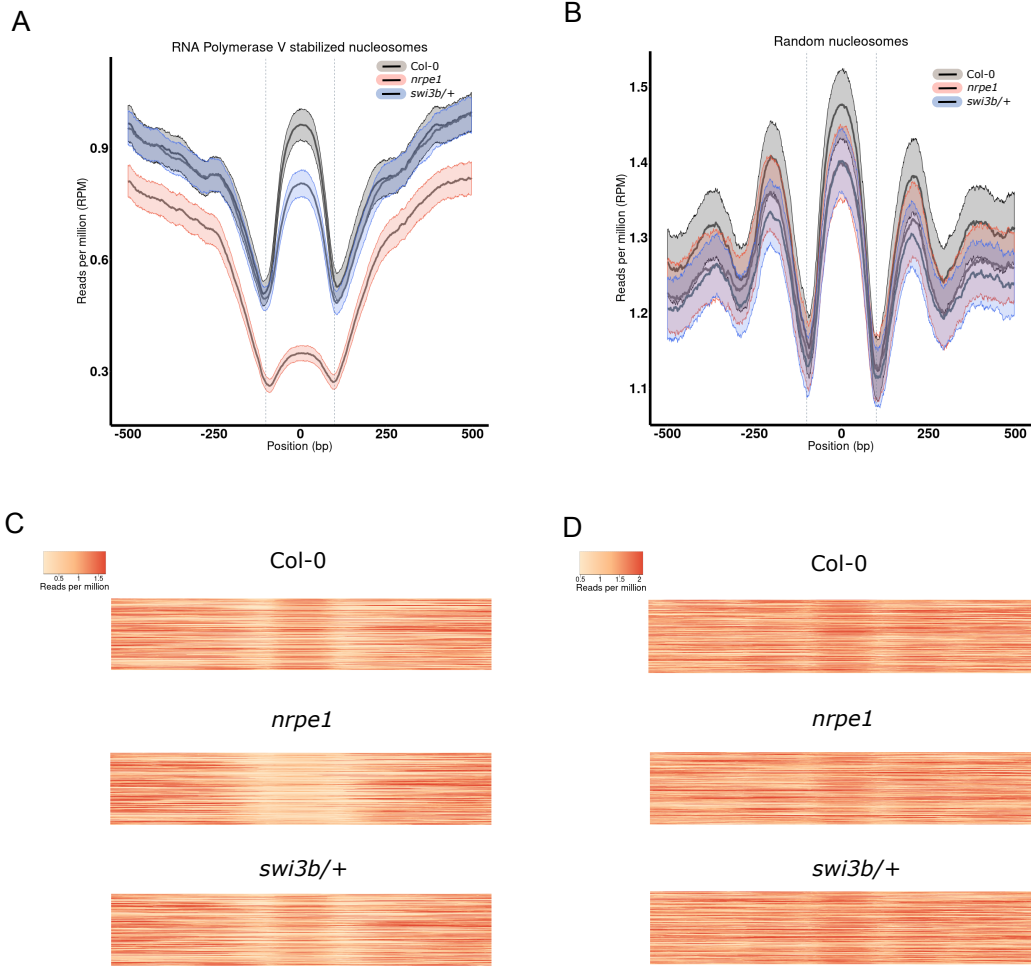 A
RNA Polymerase V stabilized nucleosomes
Col-0
nrpe1
swi3b/+
Reads per million (RPM)
0.9
0.6
0.3
-500
-250
0
250
500
Position (bp)
B
Random nucleosomes
Col-0
nrpe1
swi3b/+
Reads per million (RPM)
1.5
1.4
1.3
1.2
1.1
-500
-250
0
250
500
Position (bp)
C
0.5 1 1.5
Reads per million
Col-0
nrpe1
swi3b/+
D
0.5 1 1.5 2
Reads per million
Col-0
nrpe1
swi3b/+